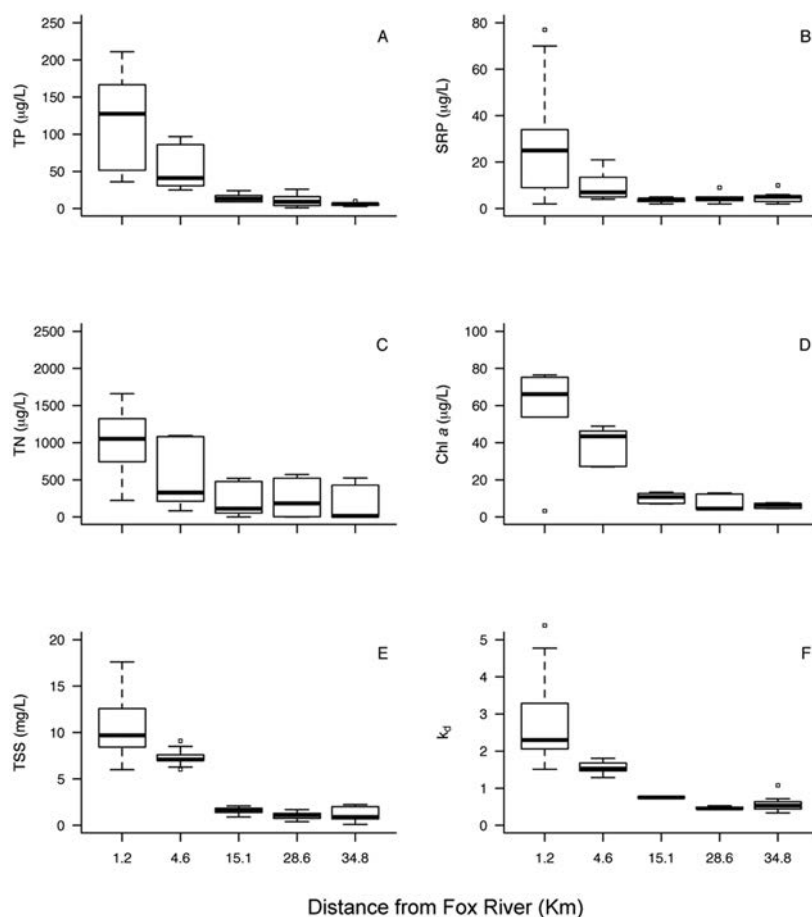 A
TP (μg/L)
250
200
150
100
50
0
B
SRP (μg/L)
80
60
40
20
0
C
TN (μg/L)
2500
2000
1500
1000
500
0
D
Chl a (μg/L)
100
80
60
40
20
0
E
TSS (mg/L)
20
15
10
5
0
1.2 4.6 15.1 28.6 34.8
F
kd
5
4
3
2
1
0
1.2 4.6 15.1 28.6 34.8
Distance from Fox River (Km)